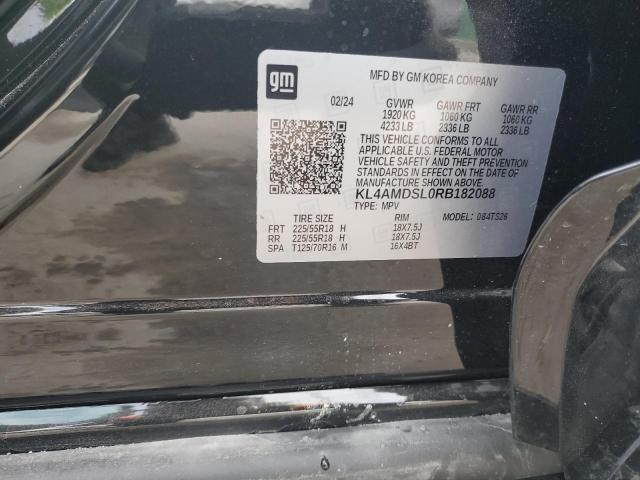 gm
MFD BY GM KOREA COMPANY
02/24 GVWR GAWR FRT GAWR RR
1920 KG 1060 KG 1060 KG
4233 LB 2336 LB 2336 LB
THIS VEHICLE CONFORMS TO ALL
APPLICABLE U.S. FEDERAL MOTOR
VEHICLE SAFETY AND THEFT PREVENTION
STANDARDS IN EFFECT ON THE DATE OF
MANUFACTURE SHOWN ABOVE.
KL4AMDSL0RB182088
TYPE: MPV MODEL: 084TS26
TIRE SIZE RIM
FRT 225/55R18 H 18X7.5J
RR 225/55R18 H 18X7.5J
SPA T125/70R16 M 16X4BT